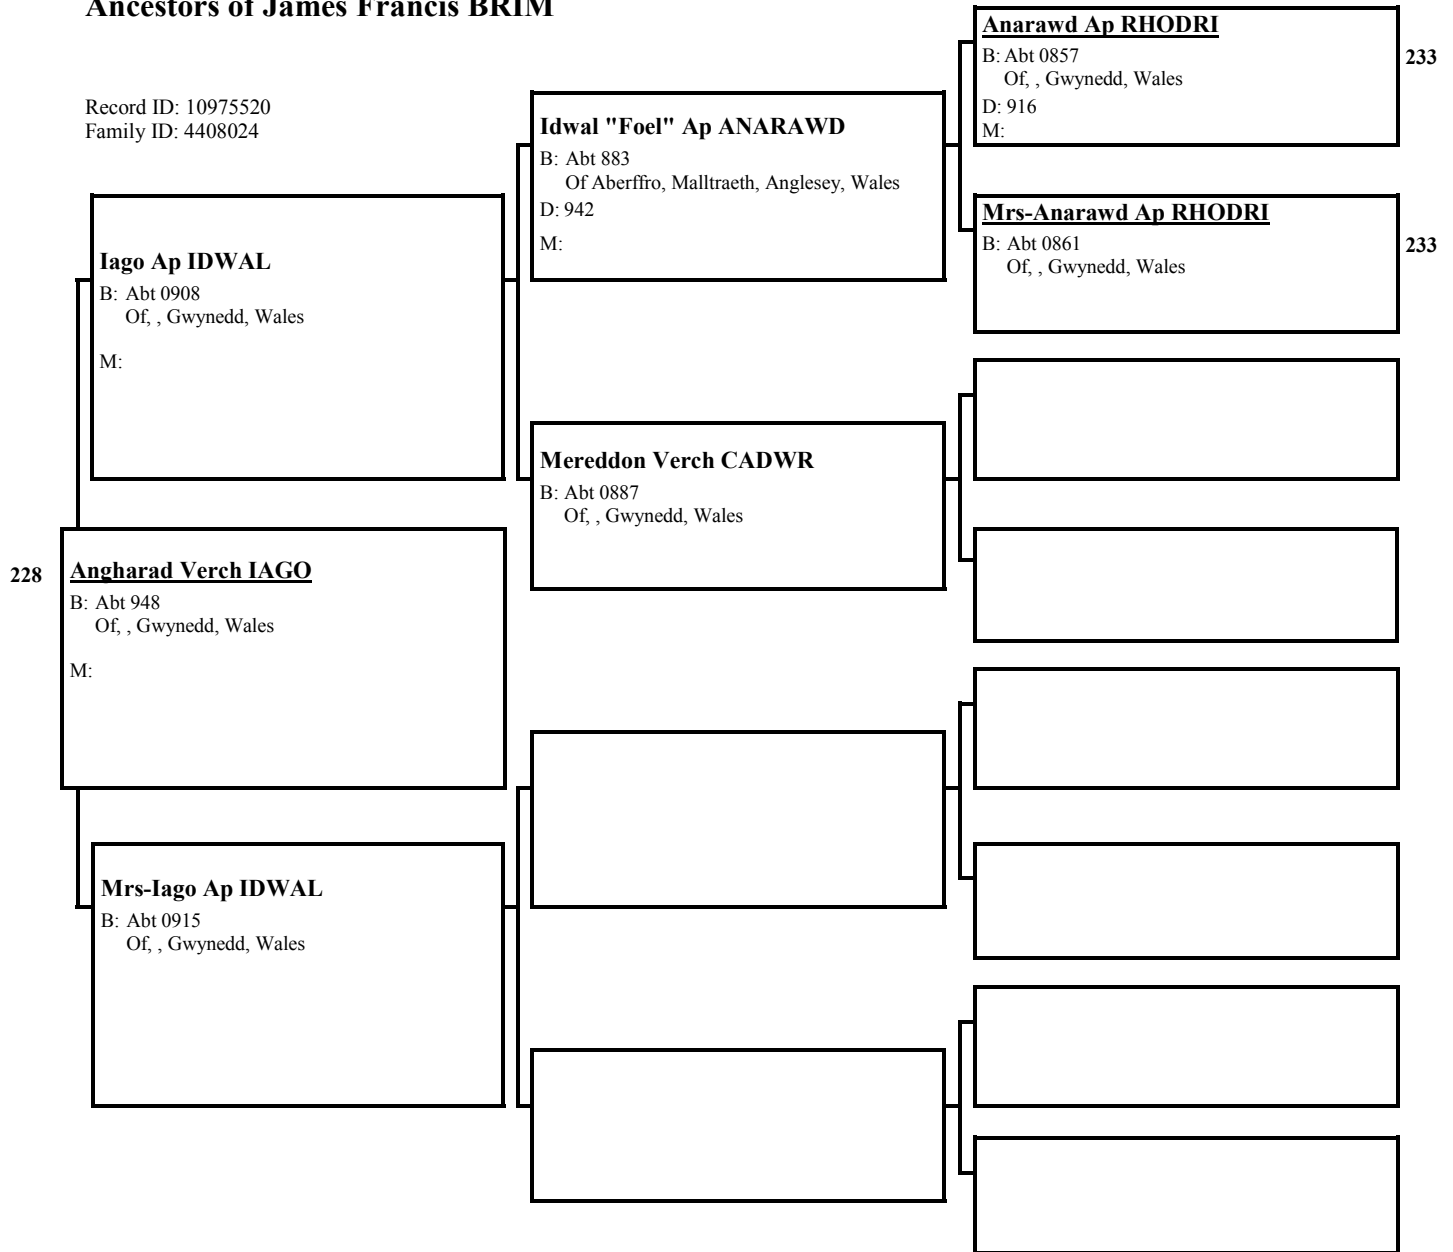 Ancestors of James Francis BRIM
Record ID: 10975520
Family ID: 4408024
Anarawd Ap RHODRI
B: Abt 0857
Of, , Gwynedd, Wales
D: 916
M:
233
Idwal "Foel" Ap ANARAWD
B: Abt 883
Of Aberffro, Malltraeth, Anglesey, Wales
D: 942
M:
Mrs-Anarawd Ap RHODRI
B: Abt 0861
Of, , Gwynedd, Wales
233
Iago Ap IDWAL
B: Abt 0908
Of, , Gwynedd, Wales
M:
Mereddon Verch CADWR
B: Abt 0887
Of, , Gwynedd, Wales
228
Angharad Verch IAGO
B: Abt 948
Of, , Gwynedd, Wales
M:
Mrs-Iago Ap IDWAL
B: Abt 0915
Of, , Gwynedd, Wales